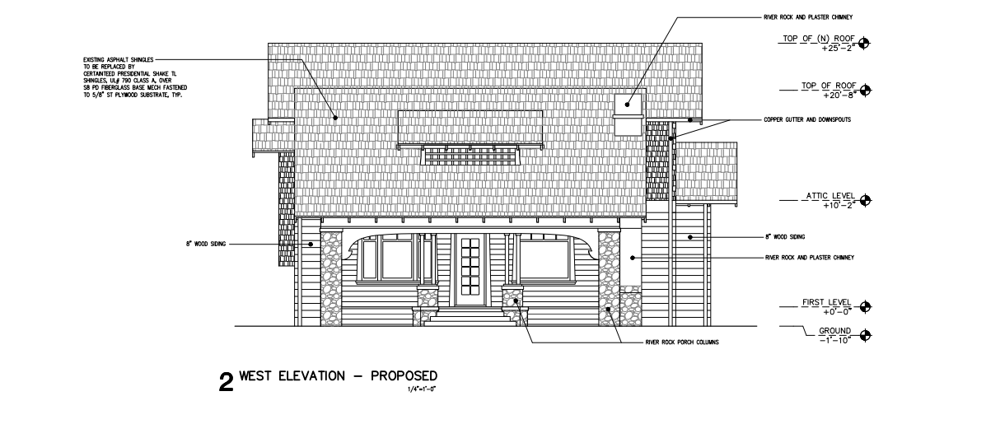 RIVER ROCK AND PLASTER CHIMNEY
TOP OF (N) ROOF
+25'-2"
EXISTING ASPHALT SHINGLES
TO BE REPLACED BY
CERTAINTEED PRESIDENTIAL SHAKE TL
SHINGLES, UL# 790 CLASS A, OVER
SB PD FIBERGLASS BASE MECH FASTENED
TO 5/8" ST PLYWOOD SUBSTRATE, TYP.
TOP OF ROOF
+20'-8"
COPPER GUTTER AND DOWNSPOUTS
ATTIC LEVEL
+10'-2"
8" WOOD SIDING
8" WOOD SIDING
RIVER ROCK AND PLASTER CHIMNEY
FIRST LEVEL
+0'-0"
GROUND
-1'-10"
RIVER ROCK PORCH COLUMNS
2 WEST ELEVATION - PROPOSED
1/4"=1'-0"